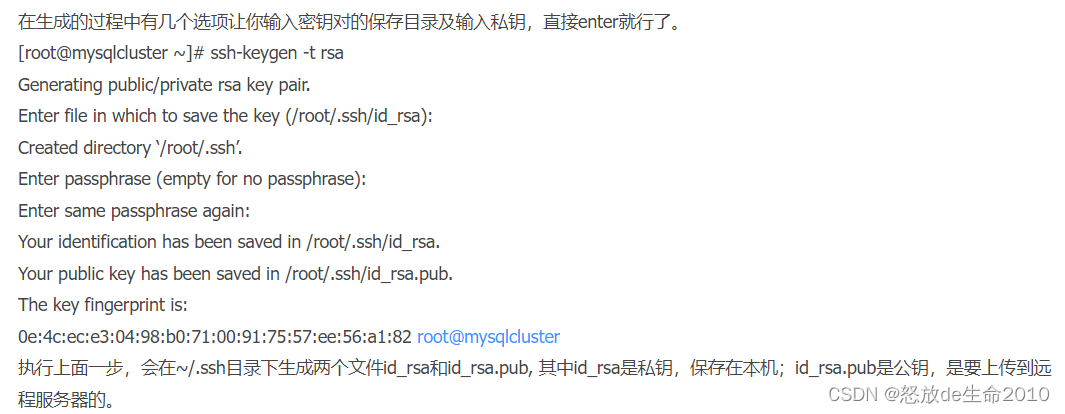 在生成的过程中有几个选项让你输入密钥对的保存目录及输入私钥，直接enter就行了。
[root@mysqlcluster ~]# ssh-keygen -t rsa
Generating public/private rsa key pair.
Enter file in which to save the key (/root/.ssh/id_rsa):
Created directory ‘/root/.ssh’.
Enter passphrase (empty for no passphrase):
Enter same passphrase again:
Your identification has been saved in /root/.ssh/id_rsa.
Your public key has been saved in /root/.ssh/id_rsa.pub.
The key fingerprint is:
0e:4c:ec:e3:04:98:b0:71:00:91:75:57:ee:56:a1:82 root@mysqlcluster
执行上面一步，会在~/.ssh目录下生成两个文件id_rsa和id_rsa.pub, 其中id_rsa是私钥，保存在本机；id_rsa.pub是公钥，是要上传到远
程服务器的。
CSDN @怒放de生命2010